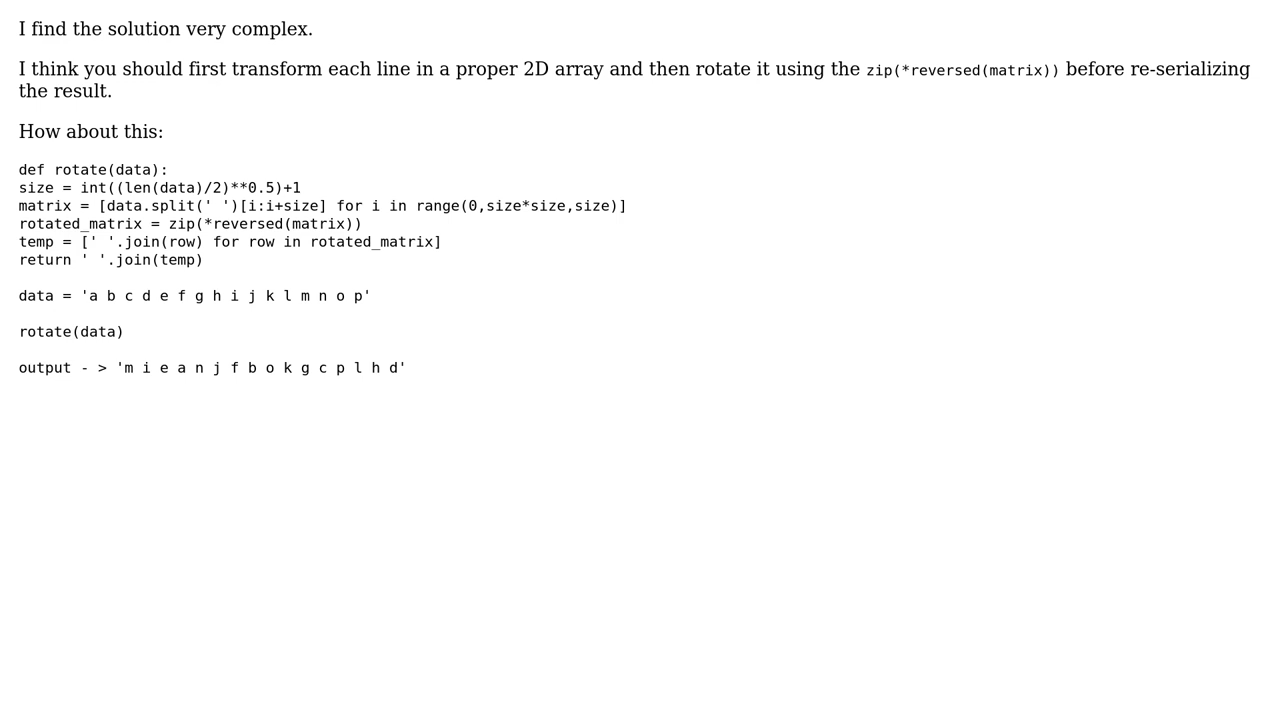 I find the solution very complex.
I think you should first transform each line in a proper 2D array and then rotate it using the zip(*reversed(matrix)) before re-serializing
the result.
How about this:
def rotate(data):
size = int((len(data)/2)**0.5)+1
matrix = [data.split(' ')[i:i+size] for i in range(0,size*size,size)]
rotated_matrix = zip(*reversed(matrix))
temp = [' '.join(row) for row in rotated_matrix]
return ' '.join(temp)
data = 'a b c d e f g h i j k l m n o p'
rotate(data)
output - > 'm i e a n j f b o k g c p l h d'